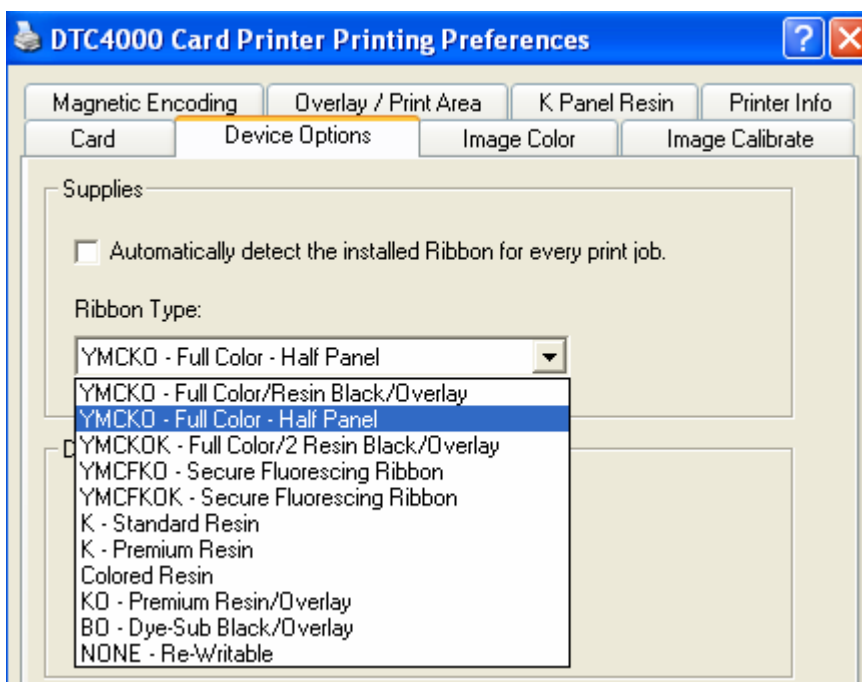 DTC4000 Card Printer Printing Preferences
Magnetic Encoding Overlay / Print Area K Panel Resin Printer Info
Card Device Options Image Color Image Calibrate
Supplies
Automatically detect the installed Ribbon for every print job.
Ribbon Type:
YMCKO - Full Color - Half Panel
YMCKO - Full Color/Resin Black/Overlay
YMCKO - Full Color - Half Panel
YMCKOK - Full Color/2 Resin Black/Overlay
YMCFKO - Secure Fluorescing Ribbon
YMCFKOK - Secure Fluorescing Ribbon
K - Standard Resin
K - Premium Resin
Colored Resin
KO - Premium Resin/Overlay
BO - Dye-Sub Black/Overlay
NONE - Re-Writable